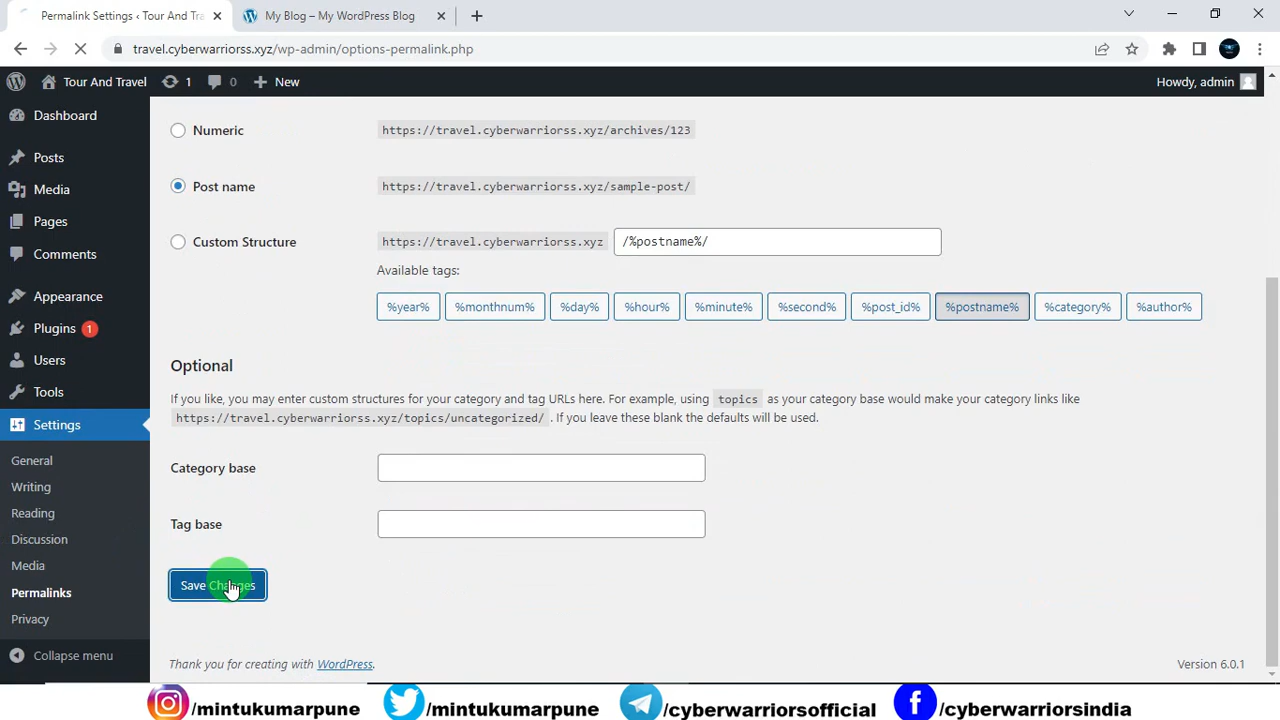 Permalink Settings ‹ Tour And Tra
My Blog – My WordPress Blog
travel.cyberwarriorss.xyz/wp-admin/options-permalink.php
Tour And Travel 1 0 New Howdy, admin
Dashboard
Posts
Media
Pages
Comments
Appearance
Plugins 1
Users
Tools
Settings
General
Writing
Reading
Discussion
Media
Permalinks
Privacy
Collapse menu
Numeric https://travel.cyberwarriorss.xyz/archives/123
Post name https://travel.cyberwarriorss.xyz/sample-post/
Custom Structure https://travel.cyberwarriorss.xyz /%postname%/
Available tags:
%year% %monthnum% %day% %hour% %minute% %second% %post_id% %postname% %category% %author%
Optional
If you like, you may enter custom structures for your category and tag URLs here. For example, using topics as your category base would make your category links like
https://travel.cyberwarriorss.xyz/topics/uncategorized/ . If you leave these blank the defaults will be used.
Category base
Tag base
Save Changes
Thank you for creating with WordPress. Version 6.0.1
/mintukumarpune /mintukumarpune /cyberwarriorsofficial /cyberwarriorsindia